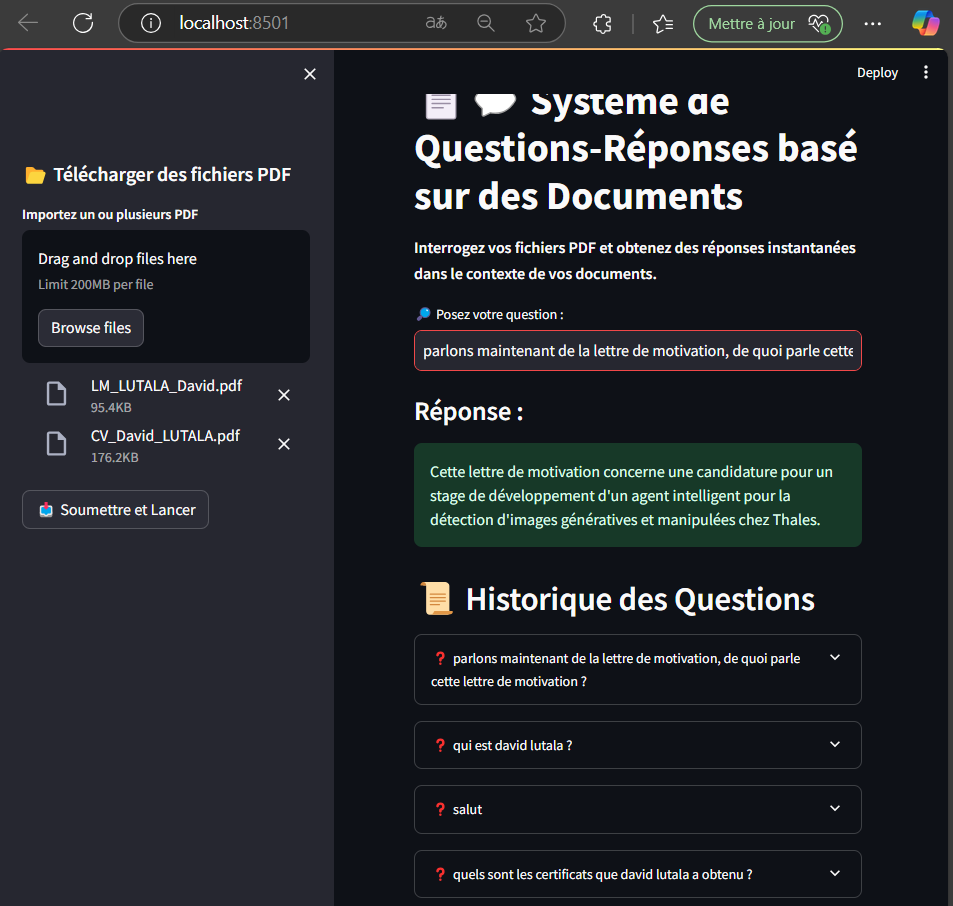 localhost:8501
Mettre à jour
Deploy
Télécharger des fichiers PDF
Importez un ou plusieurs PDF
Drag and drop files here
Limit 200MB per file
Browse files
LM_LUTALA_David.pdf
95.4KB
CV_David_LUTALA.pdf
176.2KB
Soumettre et Lancer
Système de
Questions-Réponses basé
sur des Documents
Interrogez vos fichiers PDF et obtenez des réponses instantanées
dans le contexte de vos documents.
Posez votre question :
parlons maintenant de la lettre de motivation, de quoi parle cette
Réponse :
Cette lettre de motivation concerne une candidature pour un
stage de développement d'un agent intelligent pour la
détection d'images génératives et manipulées chez Thales.
Historique des Questions
parlons maintenant de la lettre de motivation, de quoi parle
cette lettre de motivation ?
qui est david lutala ?
salut
quels sont les certificats que david lutala a obtenu ?